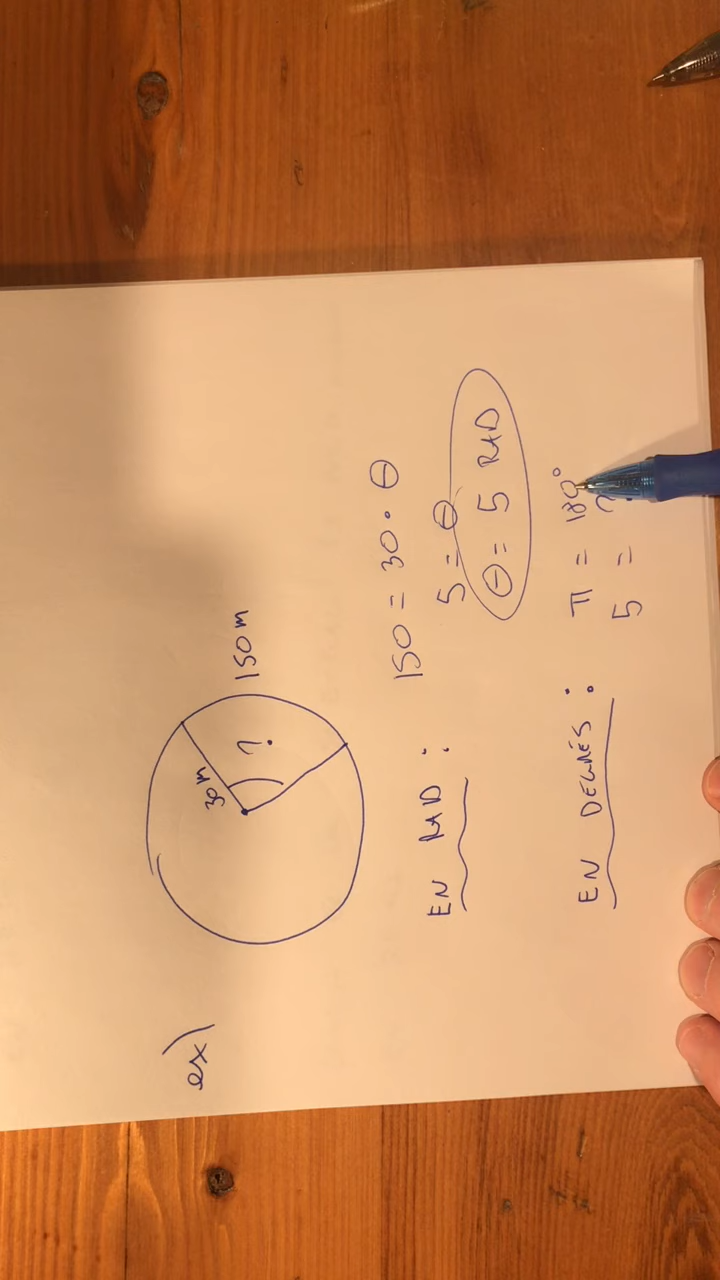 ex)
30 m
?
150 m
EN RAD :
150 = 30 · θ
5 = θ
θ = 5 RAD
EN DEGRÉS :
π = 180°
5 = ?